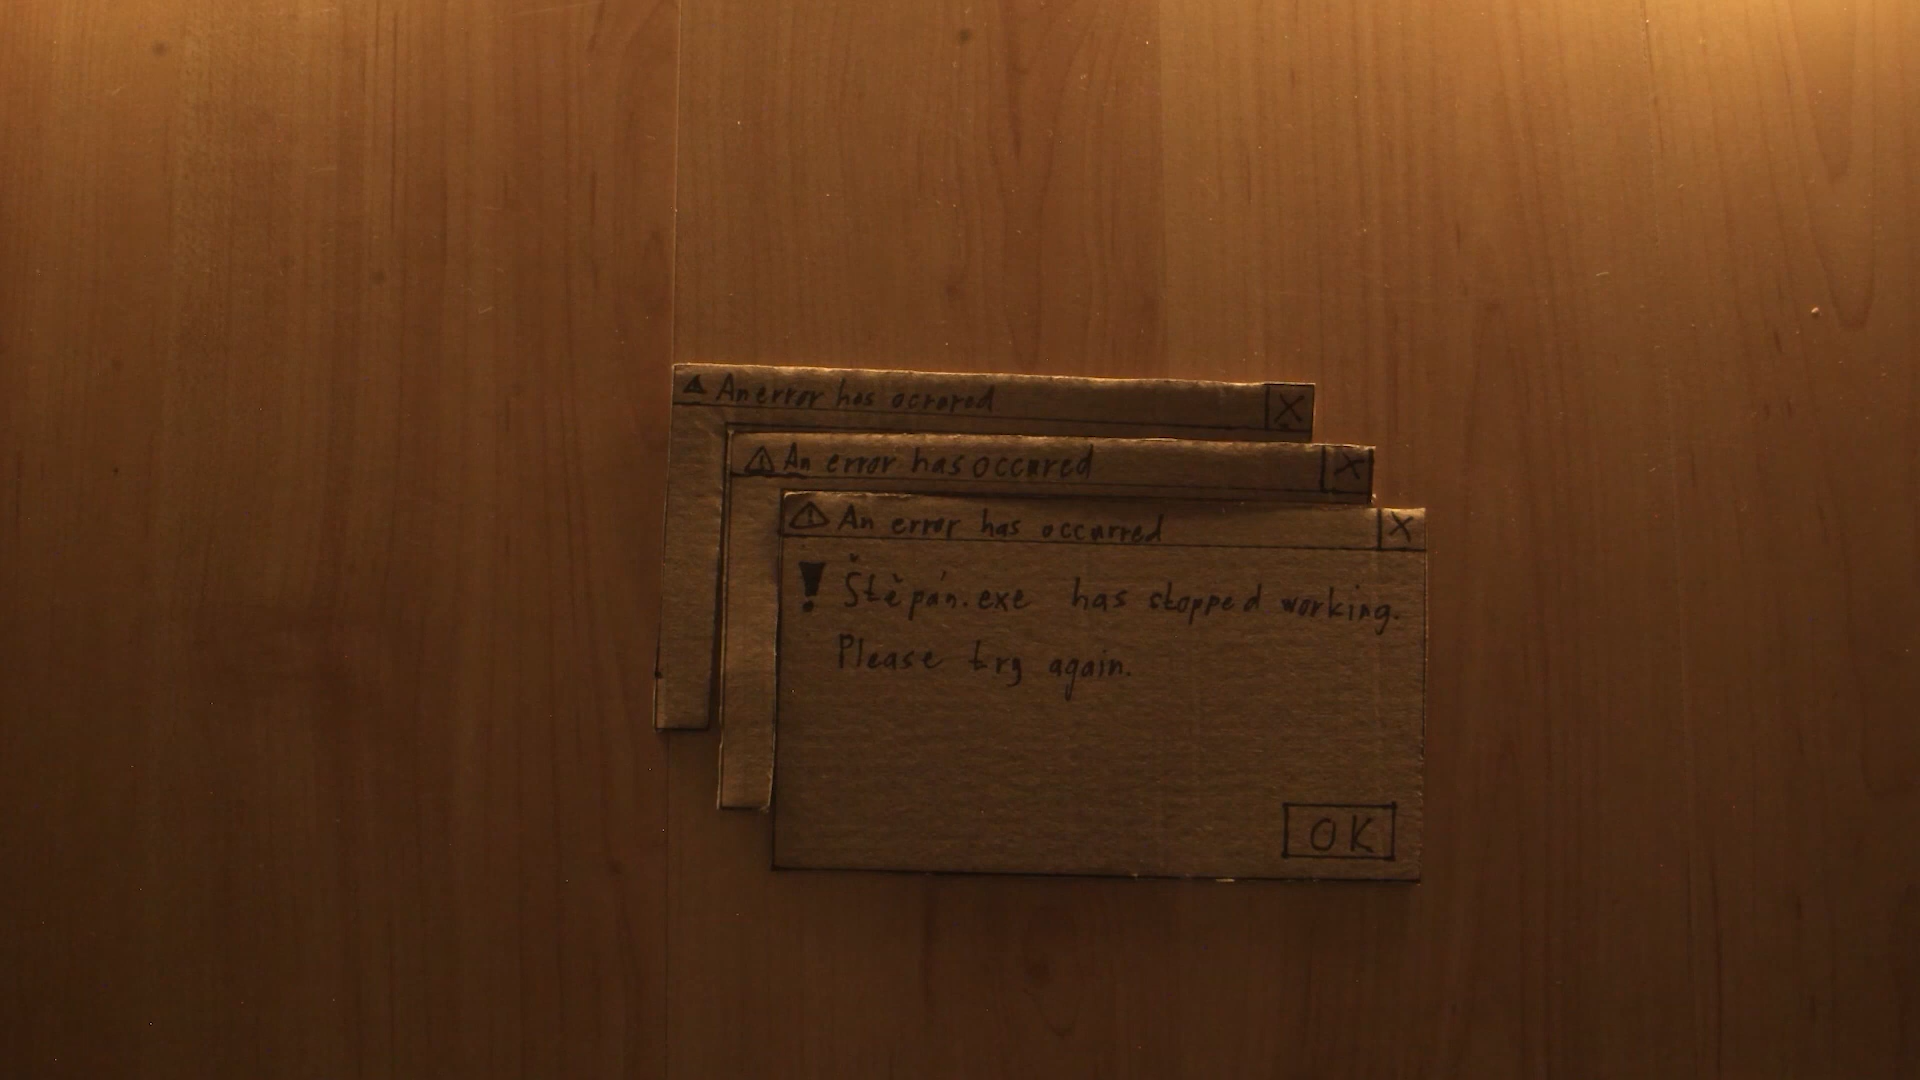 An error has ocrored
X
An error has occured
X
An error has occurred
X
! Štěpán.exe has stopped working.
Please try again.
OK